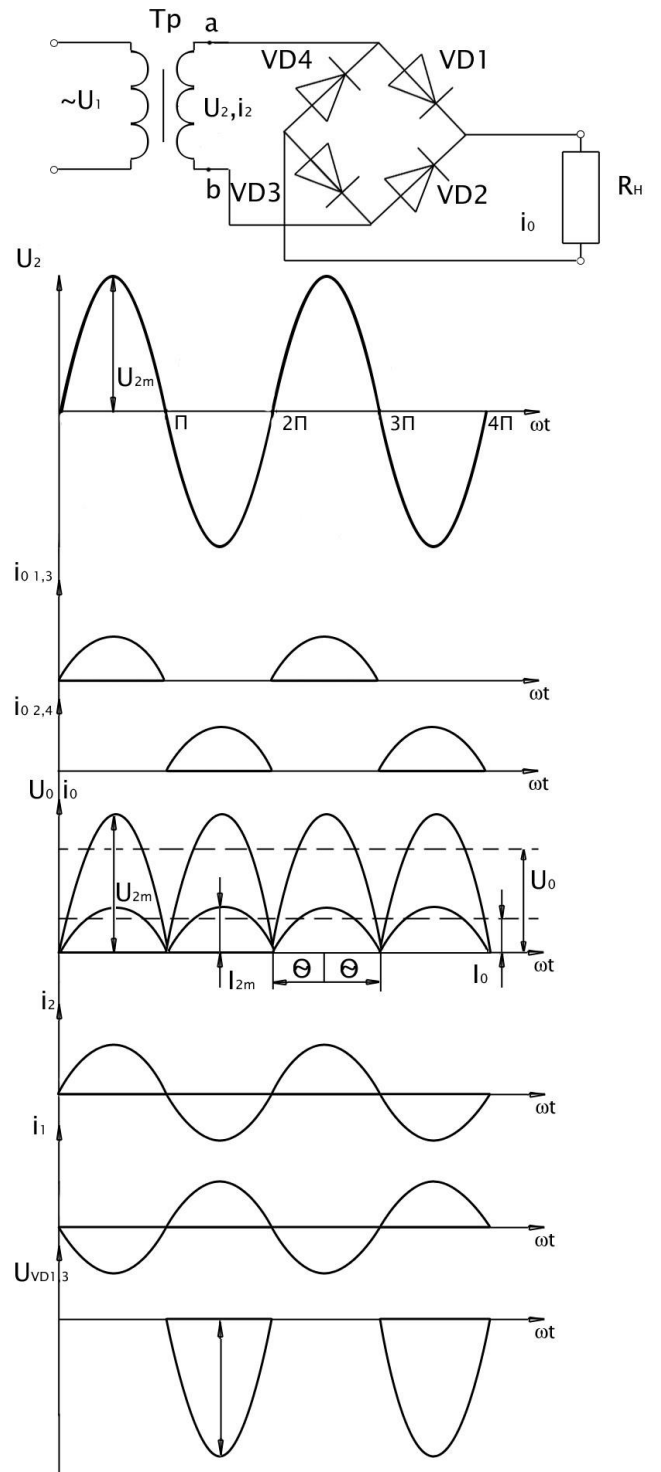 Тр
a
~U1
U2,i2
b
VD4
VD1
VD3
VD2
i0
RH
U2
U2m
П
2П
3П
4П
ωt
i0 1,3
ωt
i0 2,4
ωt
U0 i0
U2m
U0
I2m
Θ
Θ
I0
ωt
i2
ωt
i1
ωt
UVD1,3
ωt